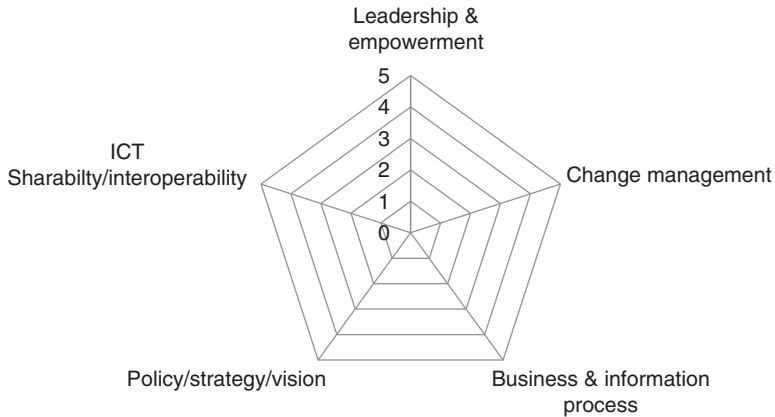 Leadership &
empowerment
5
4
3
2
1
0
ICT
Sharabilty/interoperability
Change management
Policy/strategy/vision
Business & information
process